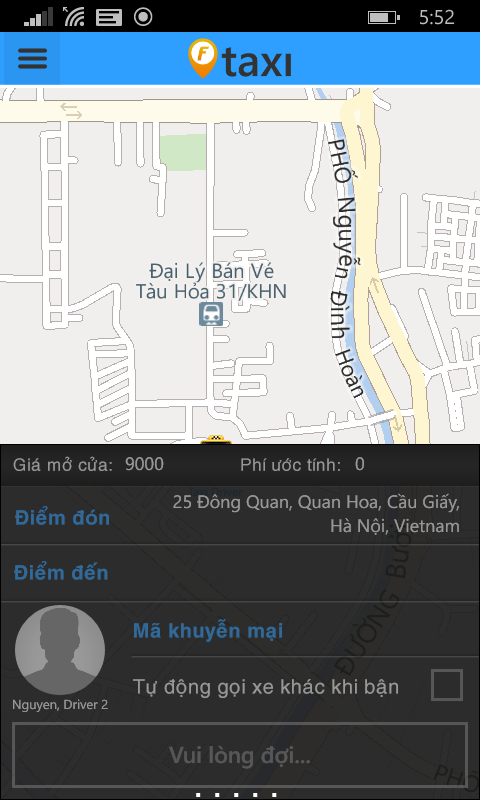 5:52
F taxi
PHỐ Nguyễn Đình Hoàn
Đại Lý Bán Vé
Tàu Hỏa 31/KHN
Giá mở cửa: 9000
Phí ước tính: 0
Điểm đón
25 Đông Quan, Quan Hoa, Cầu Giấy,
Hà Nội, Vietnam
Điểm đến
ĐƯỜNG Bưở
Mã khuyễn mại
Tự động gọi xe khác khi bận
Nguyen, Driver 2
Vui lòng đợi...
PHỐ